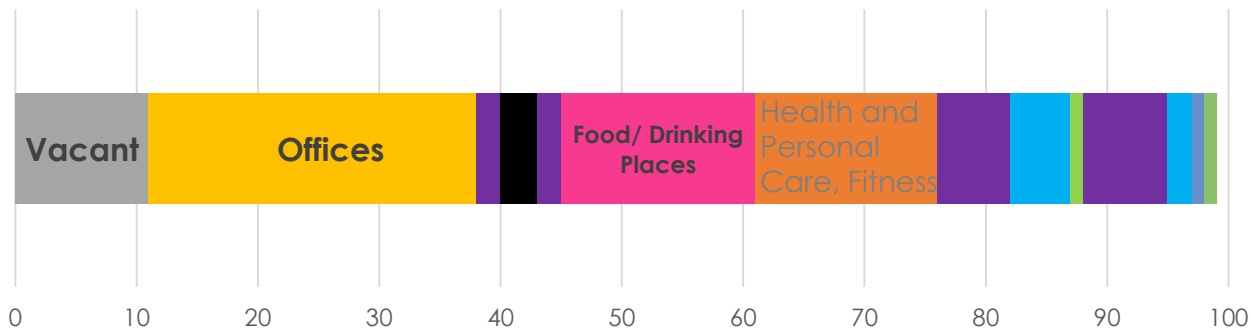 Vacant
Offices
Food/ Drinking
Places
Health and
Personal
Care, Fitness
0 10 20 30 40 50 60 70 80 90 100